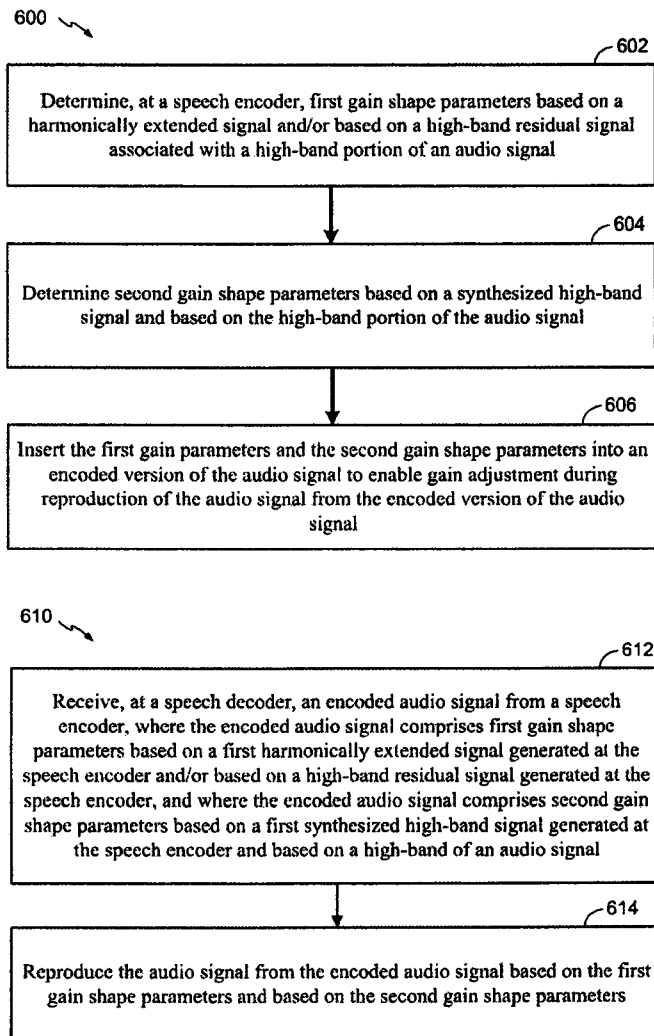 600
602
Determine, at a speech encoder, first gain shape parameters based on a
harmonically extended signal and/or based on a high-band residual signal
associated with a high-band portion of an audio signal
604
Determine second gain shape parameters based on a synthesized high-band
signal and based on the high-band portion of the audio signal
606
Insert the first gain parameters and the second gain shape parameters into an
encoded version of the audio signal to enable gain adjustment during
reproduction of the audio signal from the encoded version of the audio
signal
610
612
Receive, at a speech decoder, an encoded audio signal from a speech
encoder, where the encoded audio signal comprises first gain shape
parameters based on a first harmonically extended signal generated at the
speech encoder and/or based on a high-band residual signal generated at the
speech encoder, and where the encoded audio signal comprises second gain
shape parameters based on a first synthesized high-band signal generated at
the speech encoder and based on a high-band of an audio signal
614
Reproduce the audio signal from the encoded audio signal based on the first
gain shape parameters and based on the second gain shape parameters